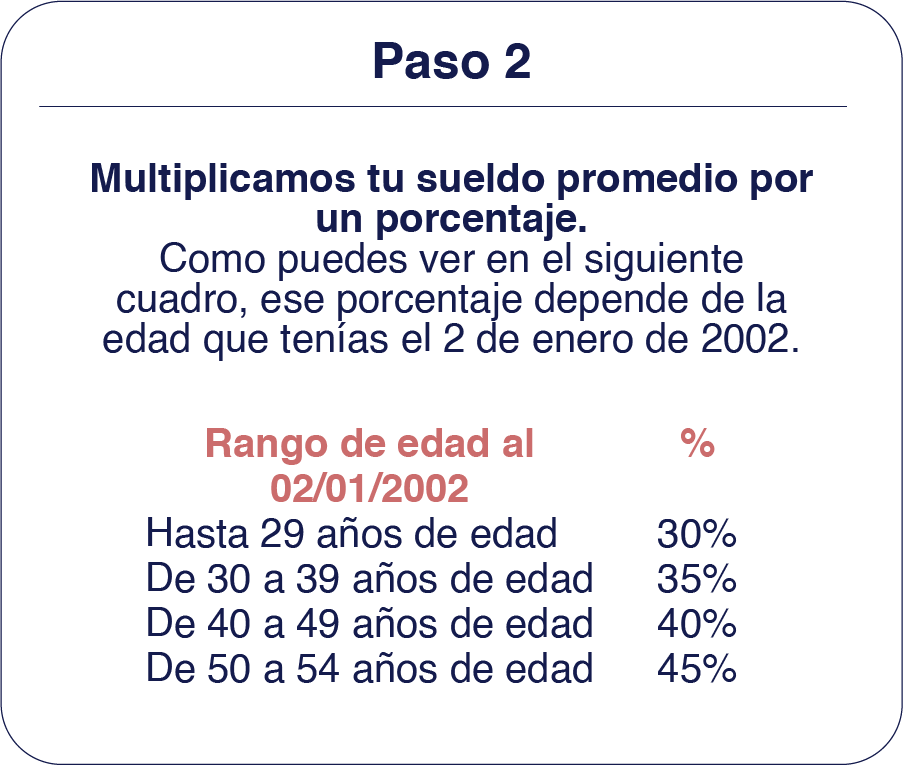 Paso 2
Multiplicamos tu sueldo promedio por
un porcentaje.
Como puedes ver en el siguiente
cuadro, ese porcentaje depende de la
edad que tenías el 2 de enero de 2002.
Rango de edad al %
02/01/2002
Hasta 29 años de edad 30%
De 30 a 39 años de edad 35%
De 40 a 49 años de edad 40%
De 50 a 54 años de edad 45%